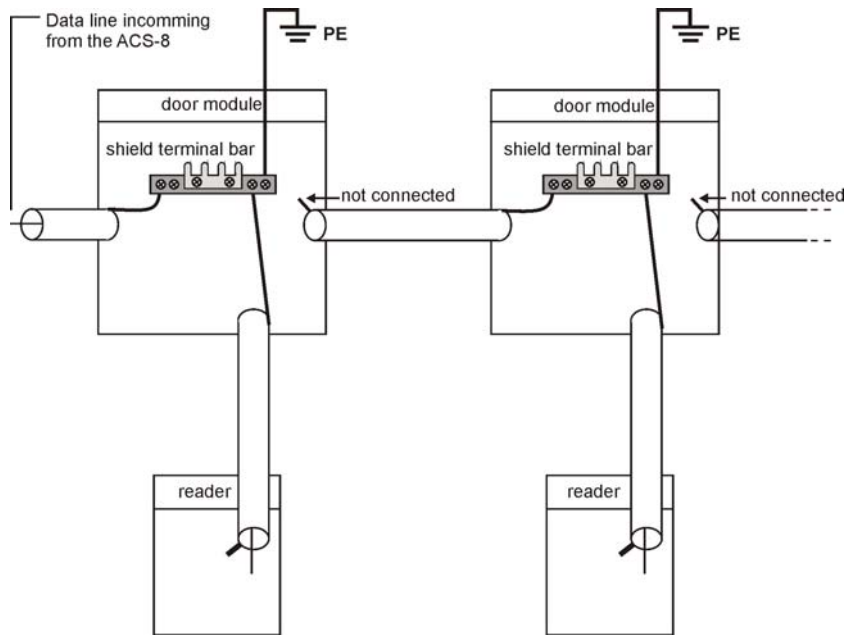 Data line incomming
from the ACS-8
PE
PE
door module
door module
shield terminal bar
shield terminal bar
not connected
not connected
reader
reader